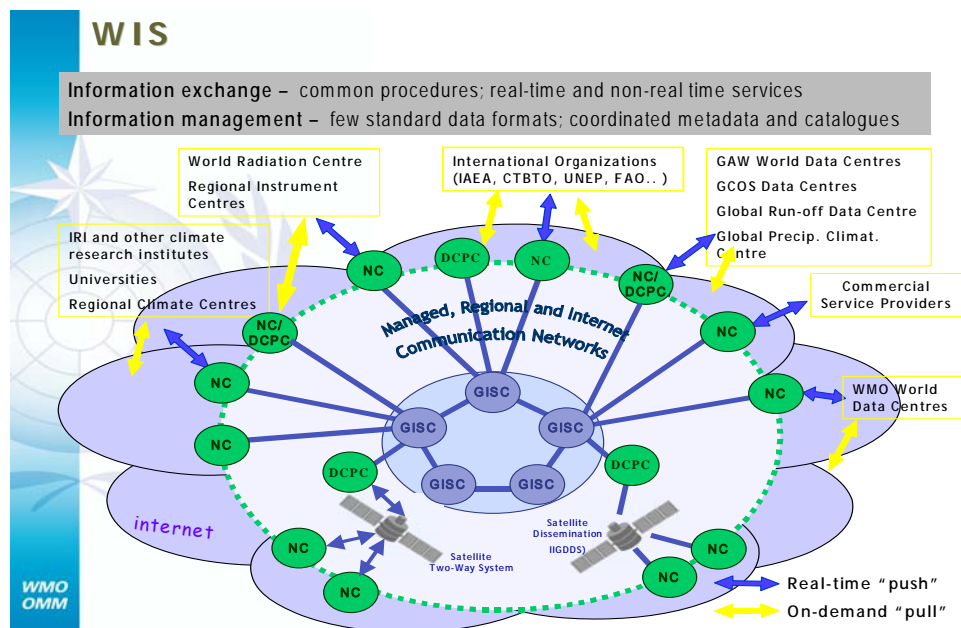 WIS
Information exchange – common procedures; real-time and non-real time services
Information management – few standard data formats; coordinated metadata and catalogues
World Radiation Centre
Regional Instrument
Centres
International Organizations
(IAEA, CTBTO, UNEP, FAO.. )
GAW World Data Centres
GCOS Data Centres
Global Run-off Data Centre
Global Precip. Climat.
Centre
IRI and other climate
research institutes
Universities
Regional Climate Centres
Commercial
Service Providers
WMO World
Data Centres
NC
DCPC
NC
NC/
DCPC
NC/
DCPC
NC
NC
NC
NC
Managed, Regional and Internet
Communication Networks
GISC
GISC
GISC
GISC
GISC
DCPC
DCPC
internet
Satellite
Two-Way System
Satellite
Dissemination
IIGDDS)
NC
NC
NC
NC
WMO
OMM
Real-time “push”
On-demand “pull”